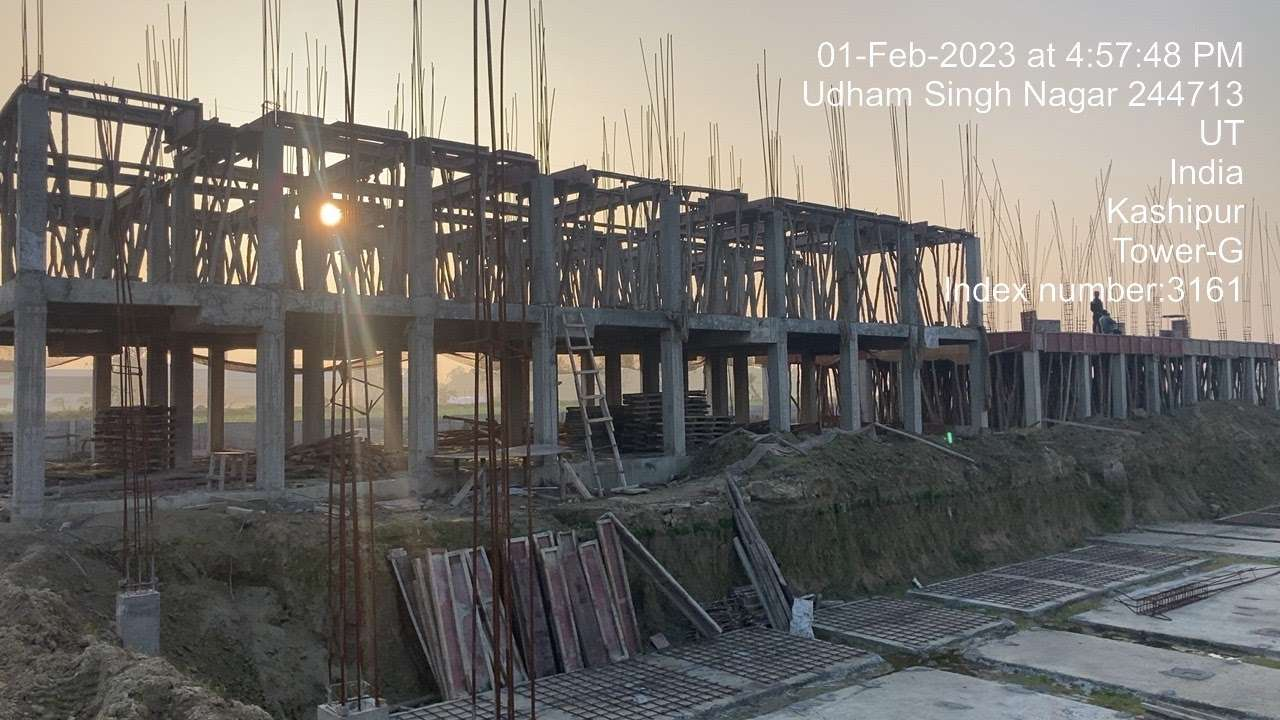 01-Feb-2023 at 4:57:48 PM
Udham Singh Nagar 244713
UT
India
Kashipur
Tower-G
Index number:3161